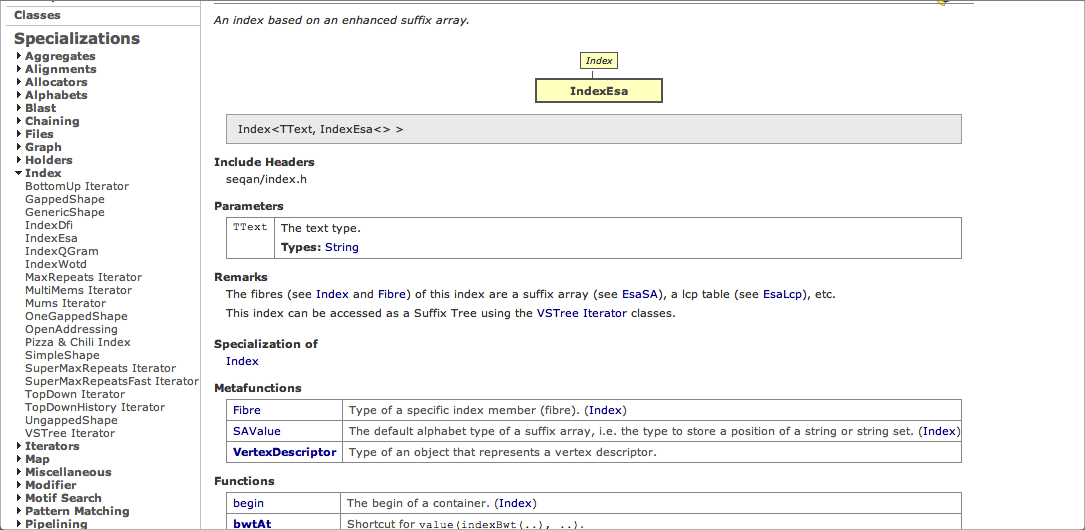 Classes
Specializations
Aggregates
Alignments
Allocators
Alphabets
Blast
Chaining
Files
Graph
Holders
Index
BottomUp Iterator
GappedShape
GenericShape
IndexDfi
IndexEsa
IndexQGram
IndexWotd
MaxRepeats Iterator
MultiMems Iterator
Mums Iterator
OneGappedShape
OpenAddressing
Pizza & Chili Index
SimpleShape
SuperMaxRepeats Iterator
SuperMaxRepeatsFast Iterator
TopDown Iterator
TopDownHistory Iterator
UngappedShape
VSTree Iterator
Iterators
Map
Miscellaneous
Modifier
Motif Search
Pattern Matching
Pipelining
An index based on an enhanced suffix array.
Index
IndexEsa
Index<TText, IndexEsa<> >
Include Headers
seqan/index.h
Parameters
TText The text type.
Types: String
Remarks
The fibres (see Index and Fibre) of this index are a suffix array (see EsaSA), a lcp table (see EsaLcp), etc.
This index can be accessed as a Suffix Tree using the VSTree Iterator classes.
Specialization of
Index
Metafunctions
Fibre Type of a specific index member (fibre). (Index)
SAValue The default alphabet type of a suffix array, i.e. the type to store a position of a string or string set. (Index)
VertexDescriptor Type of an object that represents a vertex descriptor.
Functions
begin The begin of a container. (Index)
bwtAt Shortcut for value(indexBwt(..), ..).